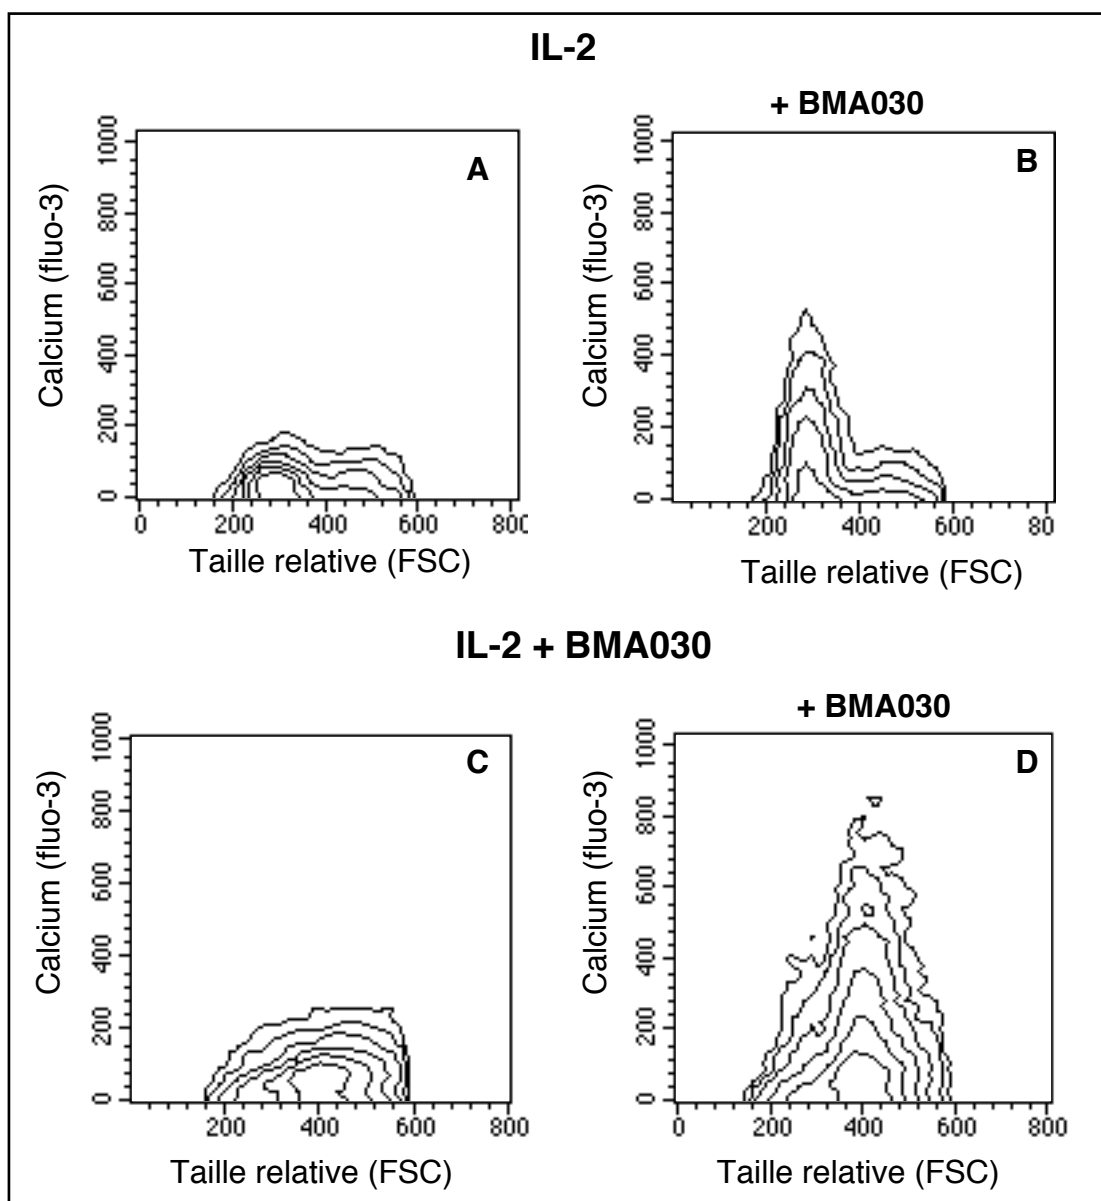 IL-2
+ BMA030
A
B
Calcium (fluo-3)
1000
800
600
400
200
0
Calcium (fluo-3)
1000
800
600
400
200
0
0 200 400 600 800
200 400 600 80
Taille relative (FSC)
Taille relative (FSC)
IL-2 + BMA030
+ BMA030
C
D
Calcium (fluo-3)
1000
800
600
400
200
0
Calcium (fluo-3)
1000
800
600
400
200
0
200 400 600 800
0 200 400 600 800
Taille relative (FSC)
Taille relative (FSC)